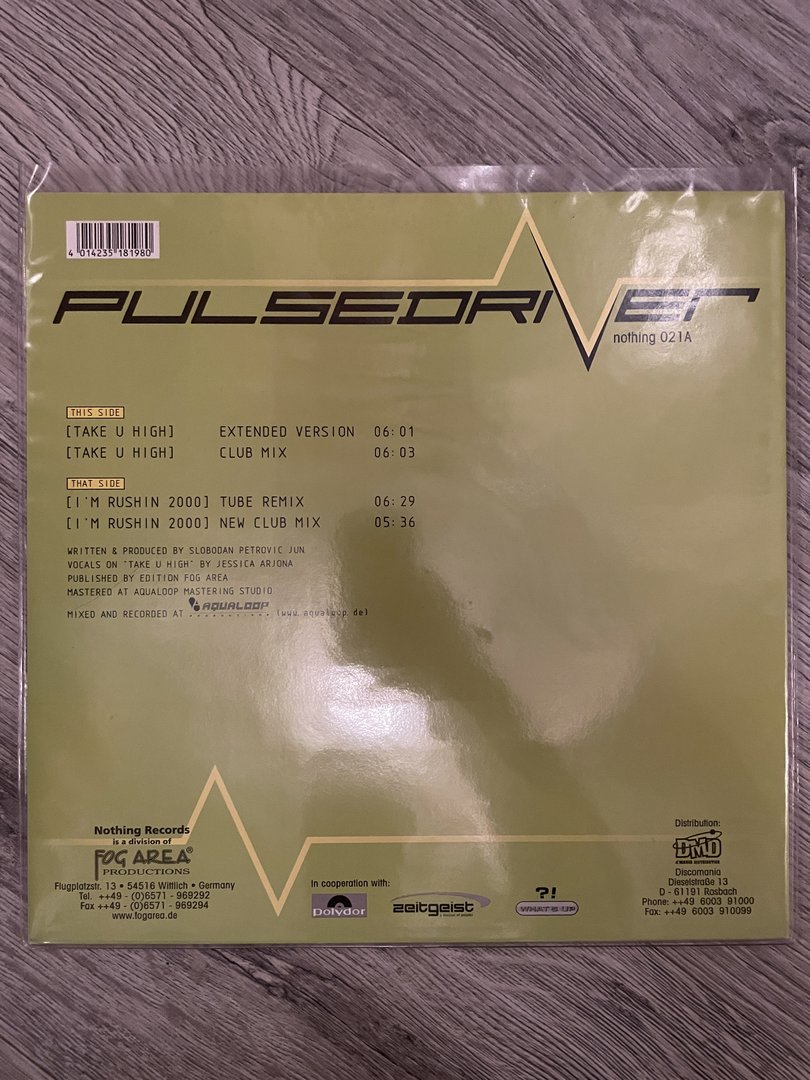 4 014235 181980
PULSEDRIVER
nothing 021A
THIS SIDE
[TAKE U HIGH] EXTENDED VERSION 06:01
[TAKE U HIGH] CLUB MIX 06:03
THAT SIDE
[I'M RUSHIN 2000] TUBE REMIX 06:29
[I'M RUSHIN 2000] NEW CLUB MIX 05:36
WRITTEN & PRODUCED BY SLOBODAN PETROVIC JUN
VOCALS ON "TAKE U HIGH" BY JESSICA ARJONA
PUBLISHED BY EDITION FOG AREA
MASTERED AT AQUALOOP MASTERING STUDIO
MIXED AND RECORDED AT AQUALOOP (www.aqualoop.de)
Nothing Records
is a division of
FOG AREA®
PRODUCTIONS
Flugplatzstr. 13 • 54516 Wittlich • Germany
Tel. ++49 - (0)6571 - 969292
Fax ++49 - (0)6571 - 969294
www.fogarea.de
In cooperation with:
polydor
zeitgeist
?!
WHAT'S UP
Distribution:
DMD
Discomania
Dieselstraße 13
D - 61191 Rosbach
Phone: ++49 6003 91000
Fax: ++49 6003 910099